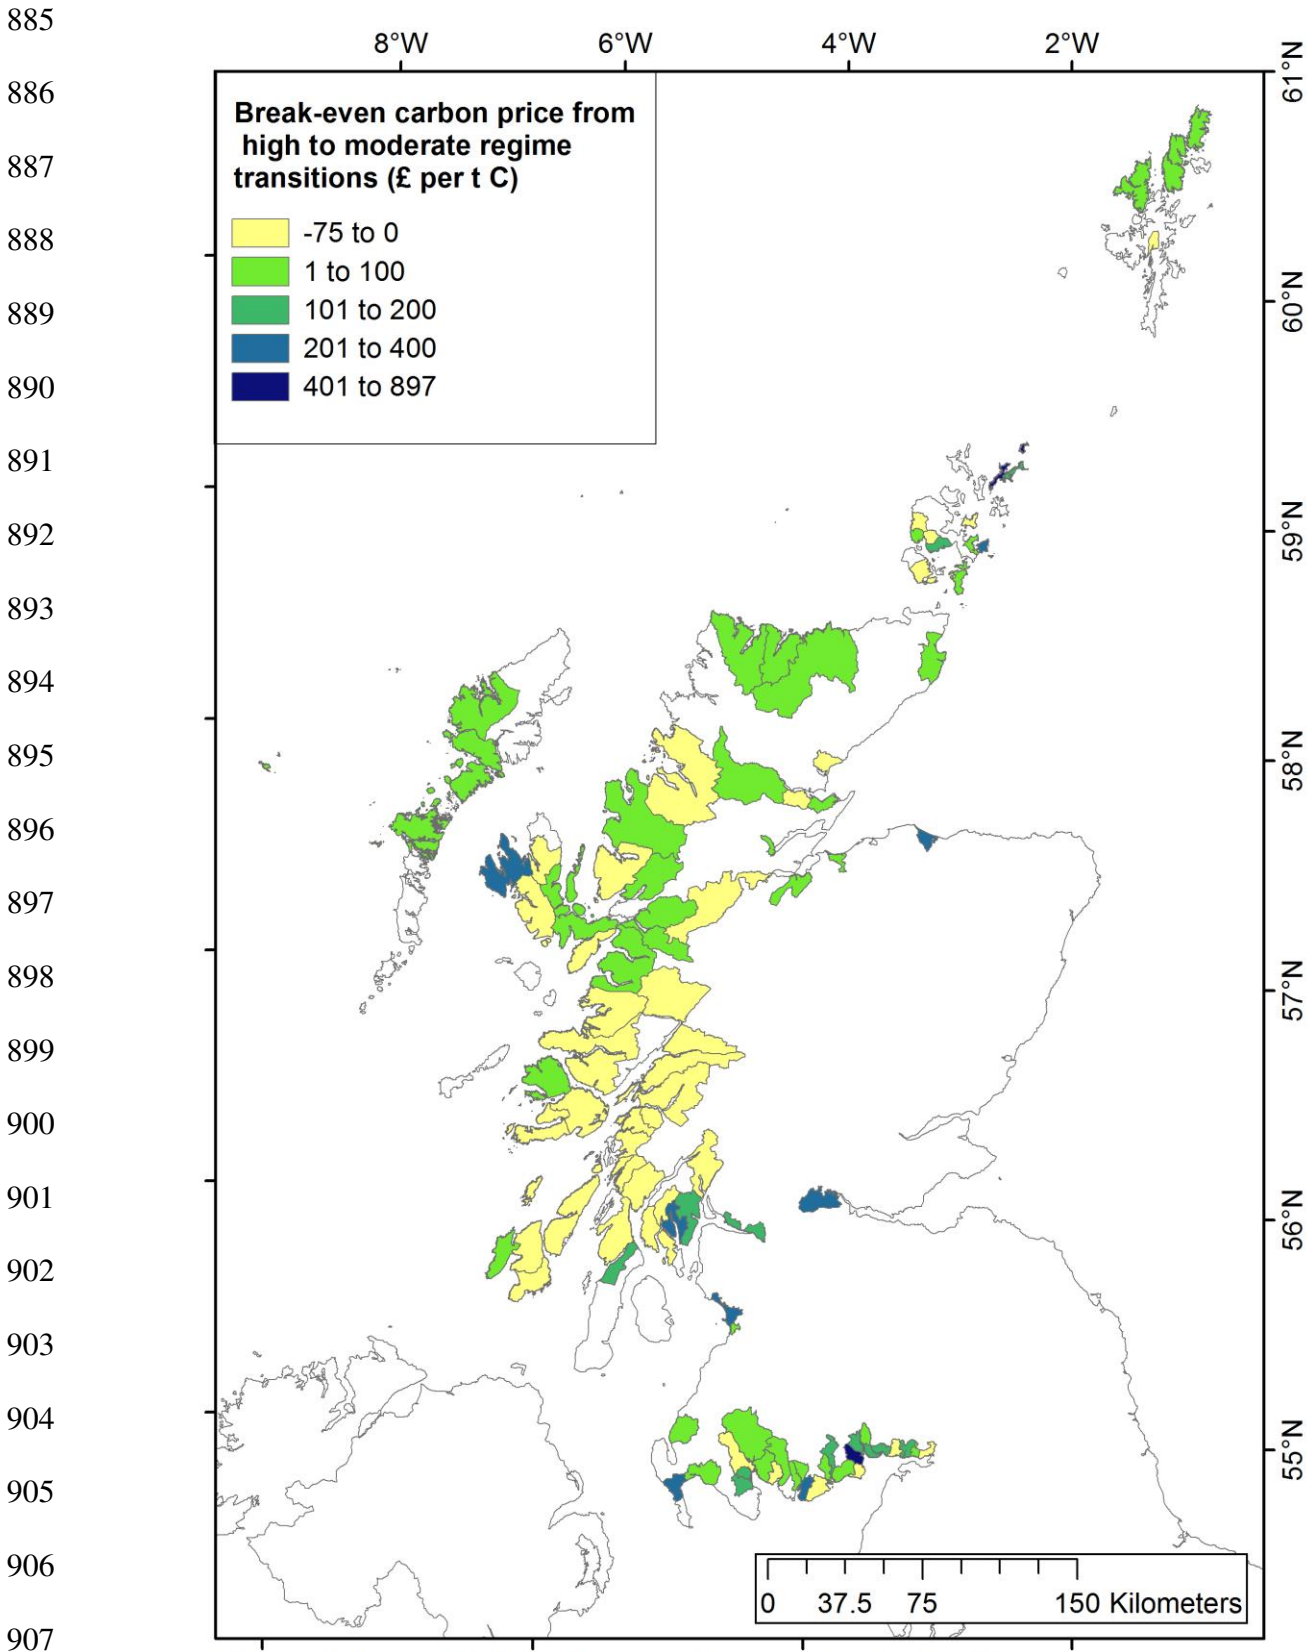 885
8°W 6°W 4°W 2°W
61°N
886
Break-even carbon price from
high to moderate regime
transitions (£ per t C)
887
888
-75 to 0
1 to 100
889
101 to 200
60°N
201 to 400
890
401 to 897
891
892
59°N
893
894
895
58°N
896
897
898
57°N
899
900
901
56°N
902
903
904
55°N
905
906
0 37.5 75 150 Kilometers
907